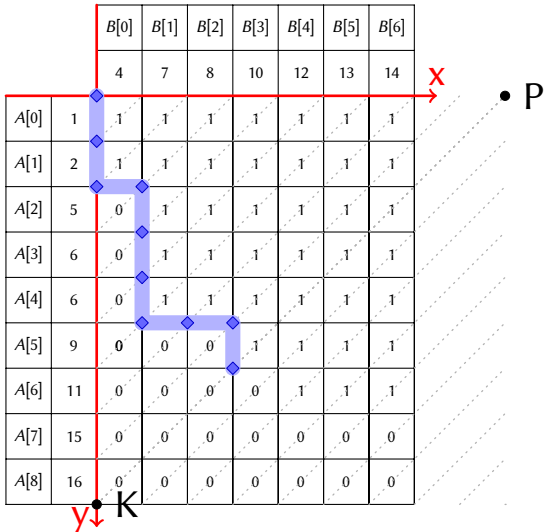 B[0] B[1] B[2] B[3] B[4] B[5] B[6]
4 7 8 10 12 13 14
x
P
A[0] 1 1 1 1 1 1 1 1
A[1] 2 1 1 1 1 1 1 1
A[2] 5 0 1 1 1 1 1 1
A[3] 6 0 1 1 1 1 1 1
A[4] 6 0 1 1 1 1 1 1
A[5] 9 0 0 0 1 1 1 1
A[6] 11 0 0 0 0 1 1 1
A[7] 15 0 0 0 0 0 0 0
A[8] 16 0 0 0 0 0 0 0
y K